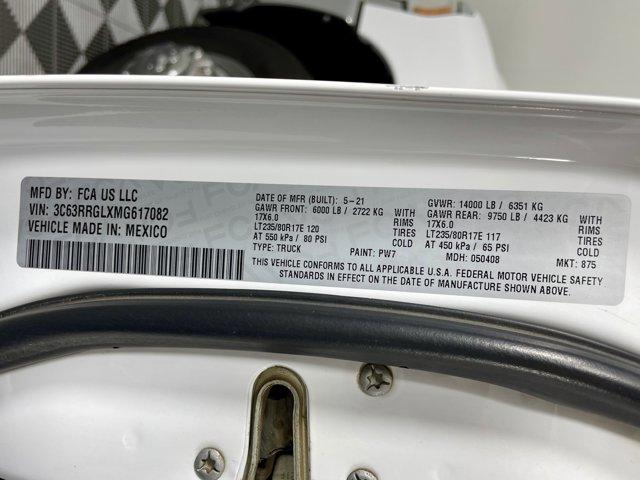 MFD BY: FCA US LLC
VIN: 3C63RRGLXMG617082
VEHICLE MADE IN: MEXICO
DATE OF MFR (BUILT): 5-21
GAWR FRONT: 6000 LB / 2722 KG WITH
17X6.0 RIMS
LT235/80R17E 120 TIRES
AT 550 kPa / 80 PSI COLD
TYPE: TRUCK PAINT: PW7
GVWR: 14000 LB / 6351 KG
GAWR REAR: 9750 LB / 4423 KG WITH
17X6.0 RIMS
LT235/80R17E 117 TIRES
AT 450 kPa / 65 PSI COLD
MDH: 050408 MKT: 875
THIS VEHICLE CONFORMS TO ALL APPLICABLE U.S.A. FEDERAL MOTOR VEHICLE SAFETY
STANDARDS IN EFFECT ON THE DATE OF MANUFACTURE SHOWN ABOVE.